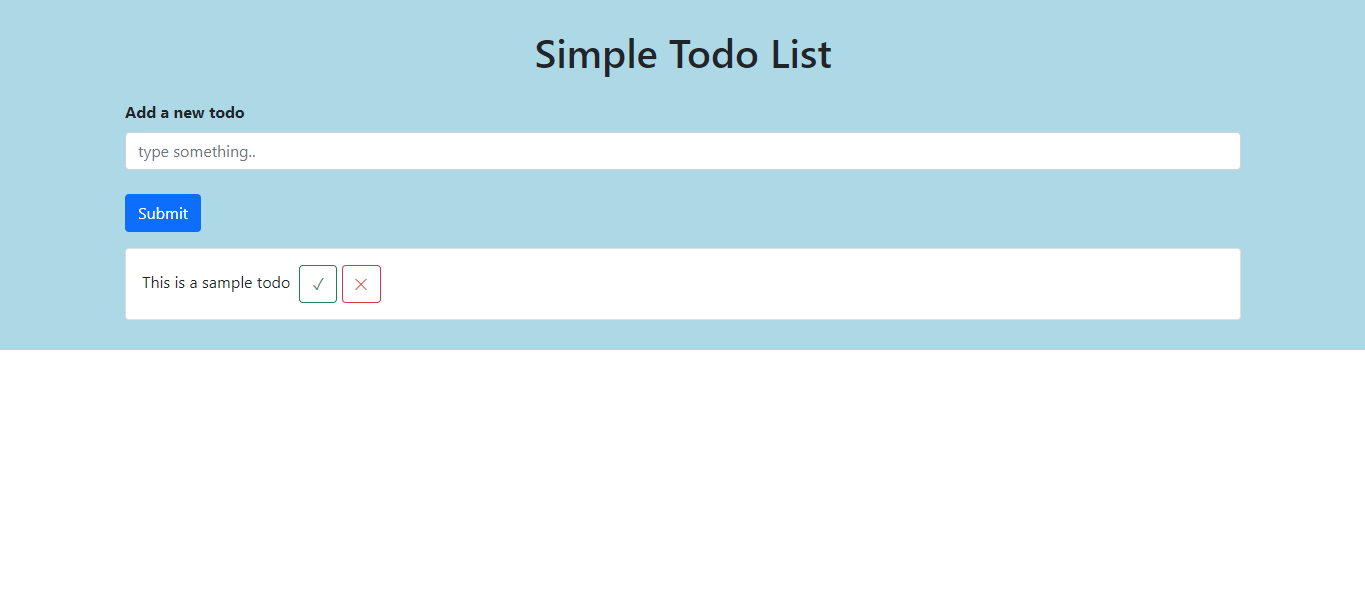 Simple Todo List
Add a new todo
type something..
Submit
This is a sample todo ✓ ✕